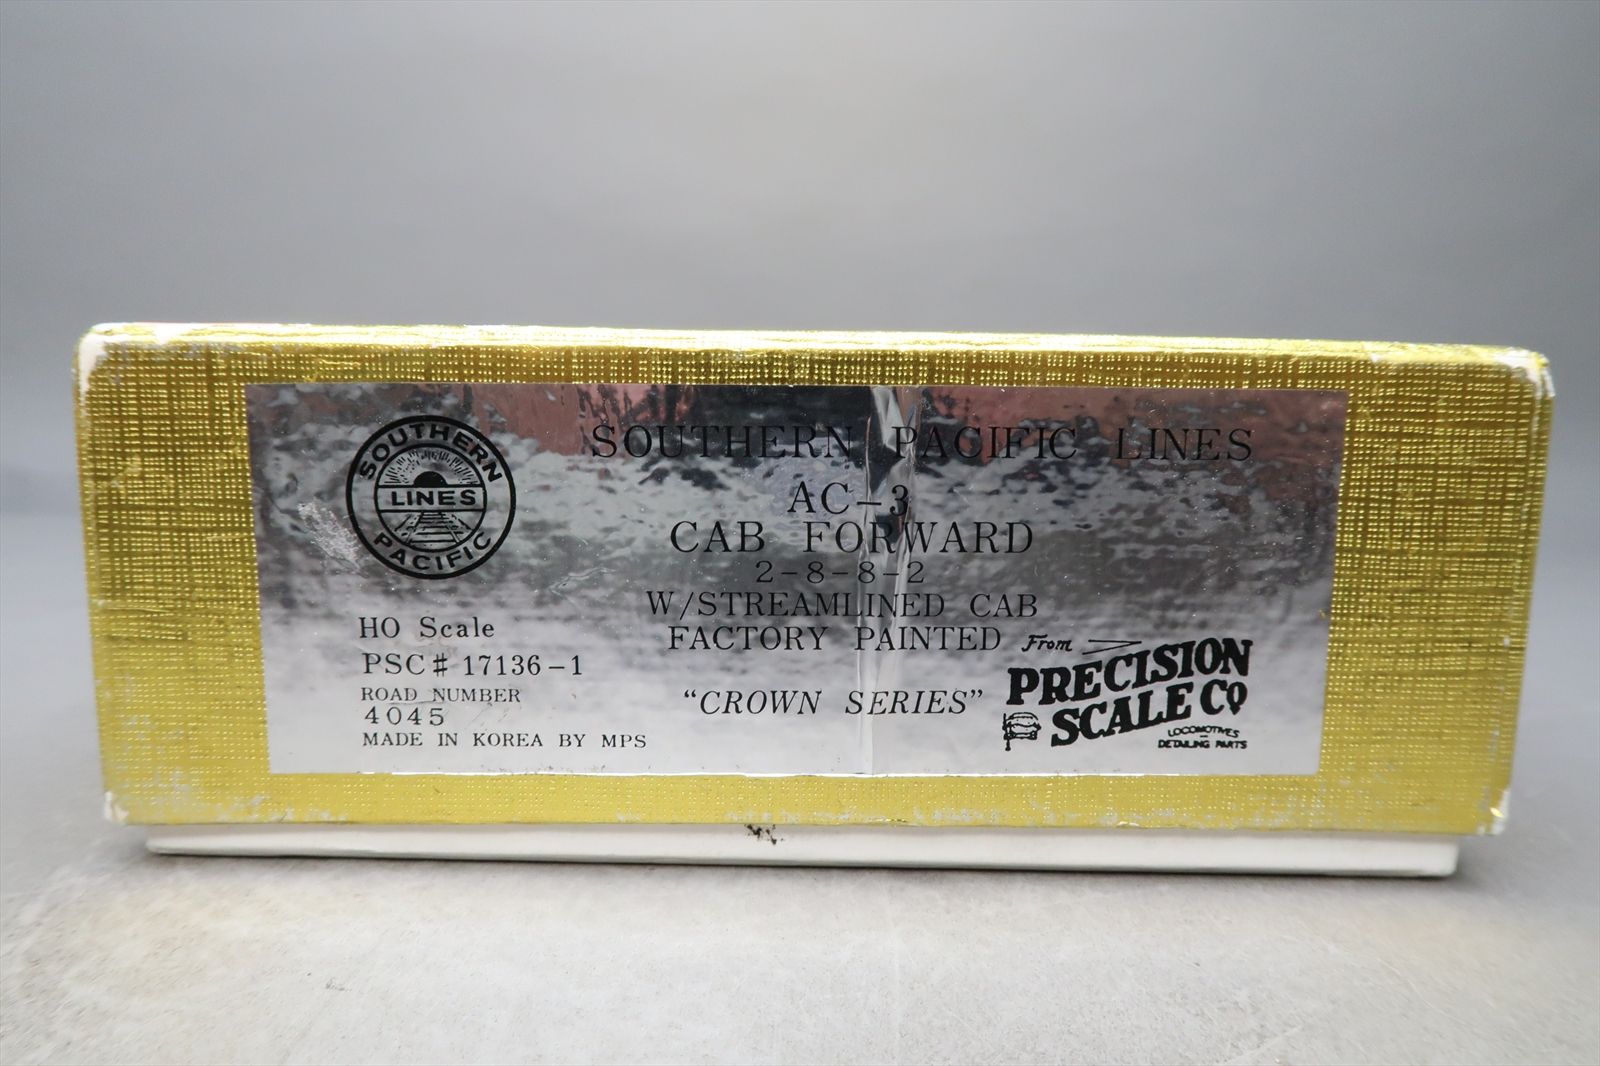 SOUTHERN
LINES
PACIFIC
SOUTHERN PACIFIC LINES
AC-3
CAB FORWARD
2-8-8-2
W/STREAMLINED CAB
FACTORY PAINTED
"CROWN SERIES"
HO Scale
PSC# 17136-1
ROAD NUMBER
4045
MADE IN KOREA BY MPS
From
PRECISION
SCALE CO
LOCOMOTIVES
DETAILING PARTS